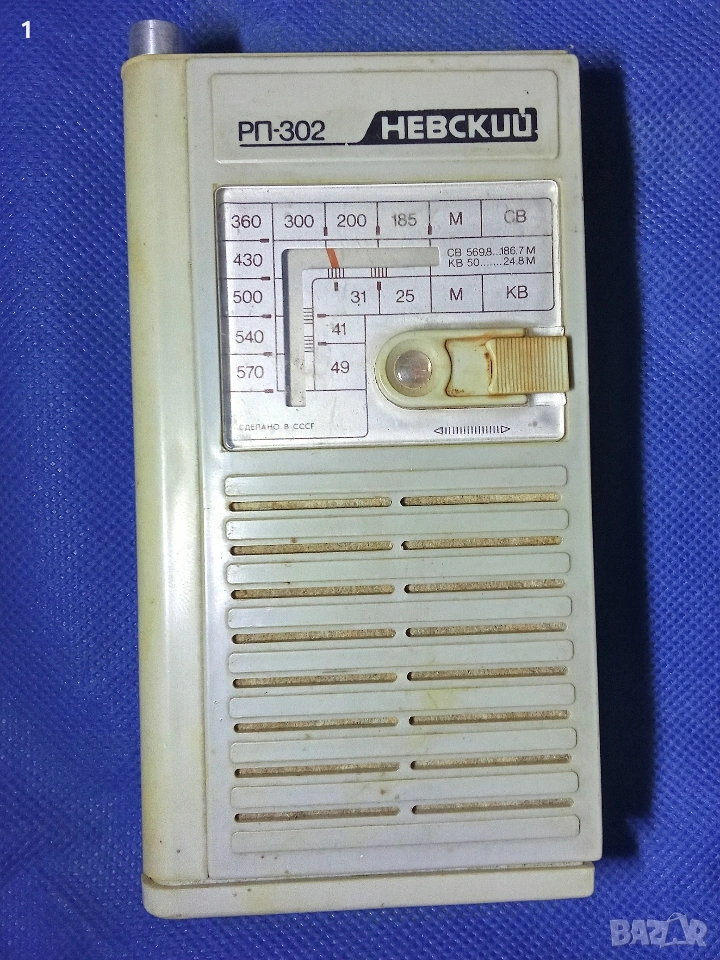 1
РП-302 НЕВСКИЙ
360 300 200 185 М СВ
430 СВ 569.8...186.7 М
КВ 50.......24.8 М
500 31 25 М КВ
540 41
570 49
СДЕЛАНО В СССР
BAZAR